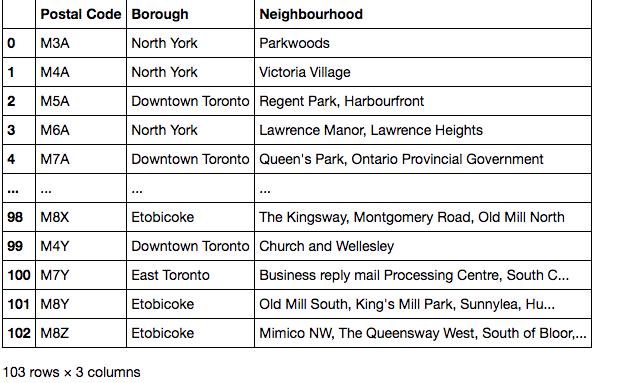 Postal Code Borough Neighbourhood
0 M3A North York Parkwoods
1 M4A North York Victoria Village
2 M5A Downtown Toronto Regent Park, Harbourfront
3 M6A North York Lawrence Manor, Lawrence Heights
4 M7A Downtown Toronto Queen's Park, Ontario Provincial Government
... ... ... ...
98 M8X Etobicoke The Kingsway, Montgomery Road, Old Mill North
99 M4Y Downtown Toronto Church and Wellesley
100 M7Y East Toronto Business reply mail Processing Centre, South C...
101 M8Y Etobicoke Old Mill South, King's Mill Park, Sunnylea, Hu...
102 M8Z Etobicoke Mimico NW, The Queensway West, South of Bloor,...
103 rows × 3 columns